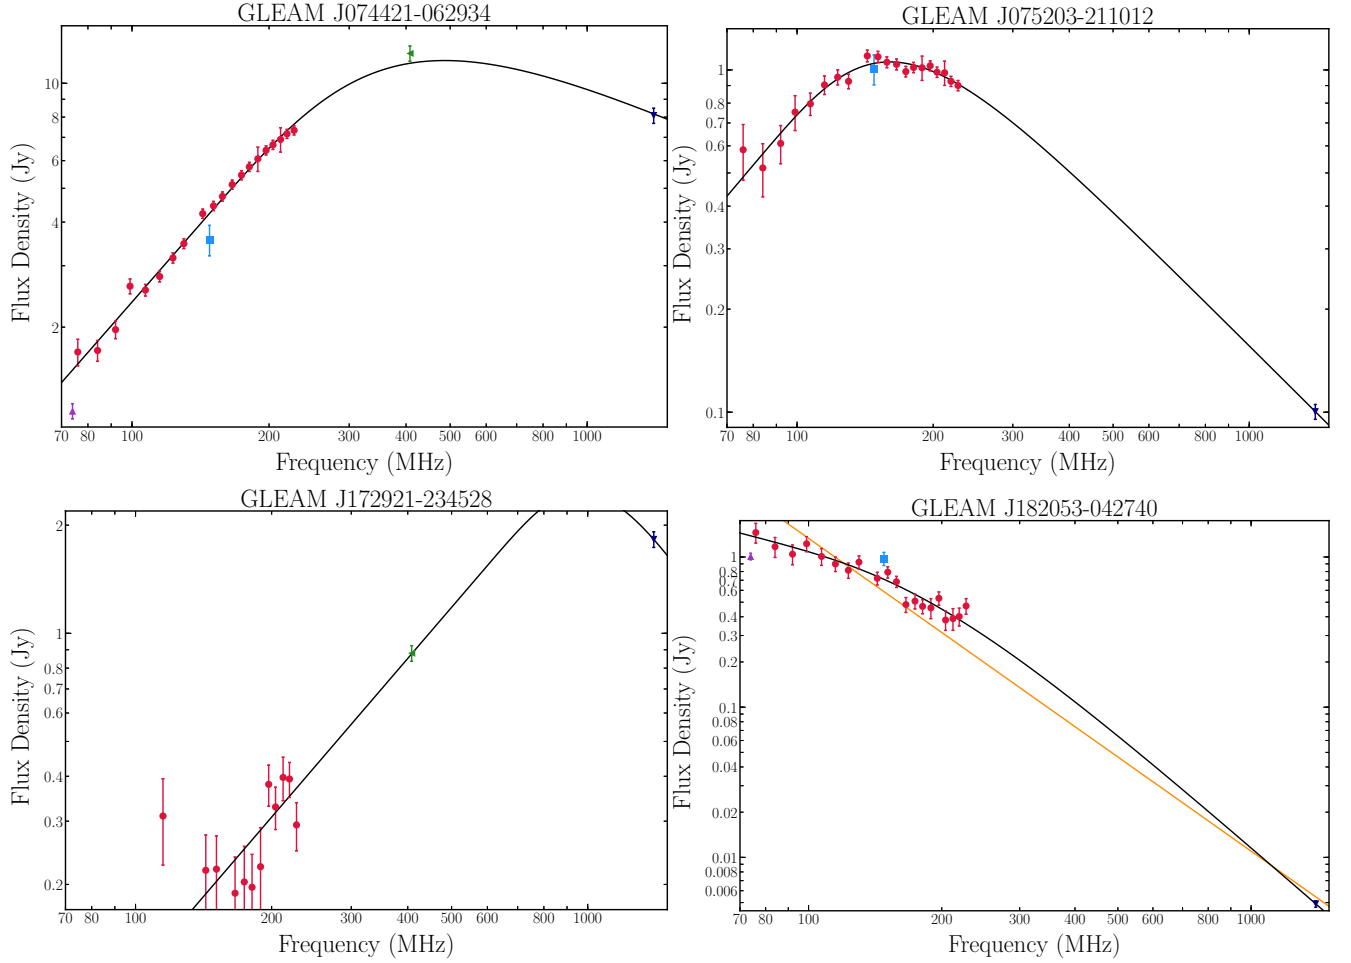 GLEAM J074421-062934
10
8
6
4
2
Flux Density (Jy)
70 80 100 200 300 400 500 600 800 1000
Frequency (MHz)
GLEAM J075203-211012
1
0.8
0.7
0.6
0.4
0.3
0.2
0.1
Flux Density (Jy)
70 80 100 200 300 400 500 600 800 1000
Frequency (MHz)
GLEAM J172921-234528
2
1
0.8
0.7
0.6
0.4
0.3
0.2
Flux Density (Jy)
70 80 100 200 300 400 500 600 800 1000
Frequency (MHz)
GLEAM J182053-042740
1
0.8
0.7
0.6
0.4
0.3
0.2
0.1
0.08
0.06
0.04
0.02
0.01
0.008
0.006
Flux Density (Jy)
70 80 100 200 300 400 500 600 800 1000
Frequency (MHz)